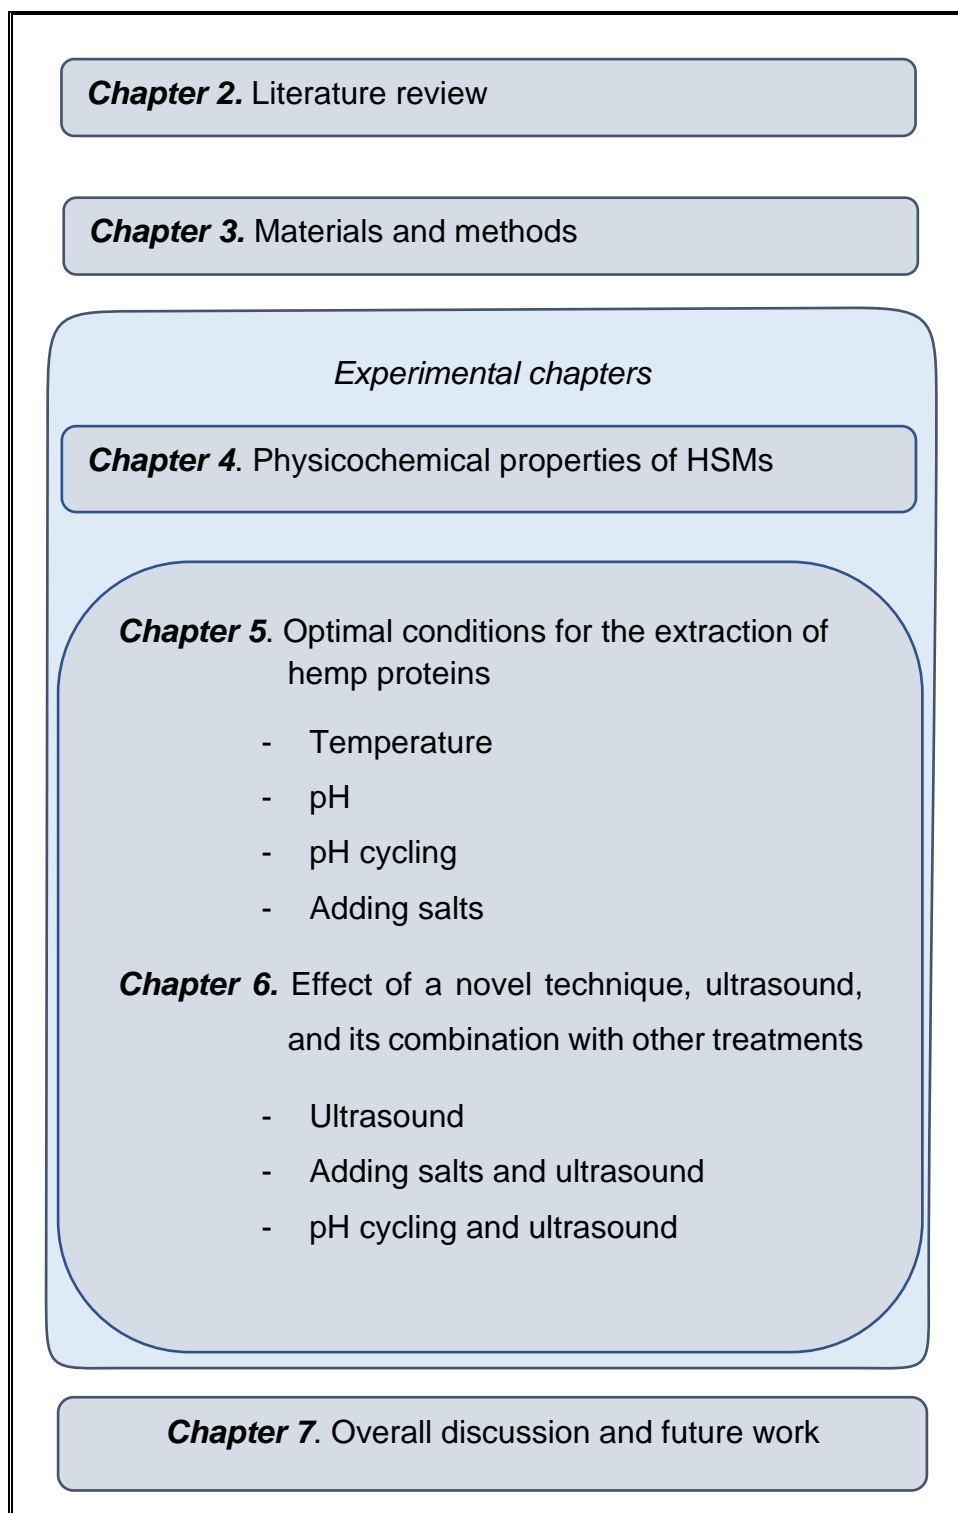 Chapter 2. Literature review
Chapter 3. Materials and methods
Experimental chapters
Chapter 4. Physicochemical properties of HSMs
Chapter 5. Optimal conditions for the extraction of
hemp proteins
- Temperature
- pH
- pH cycling
- Adding salts
Chapter 6. Effect of a novel technique, ultrasound,
and its combination with other treatments
- Ultrasound
- Adding salts and ultrasound
- pH cycling and ultrasound
Chapter 7. Overall discussion and future work